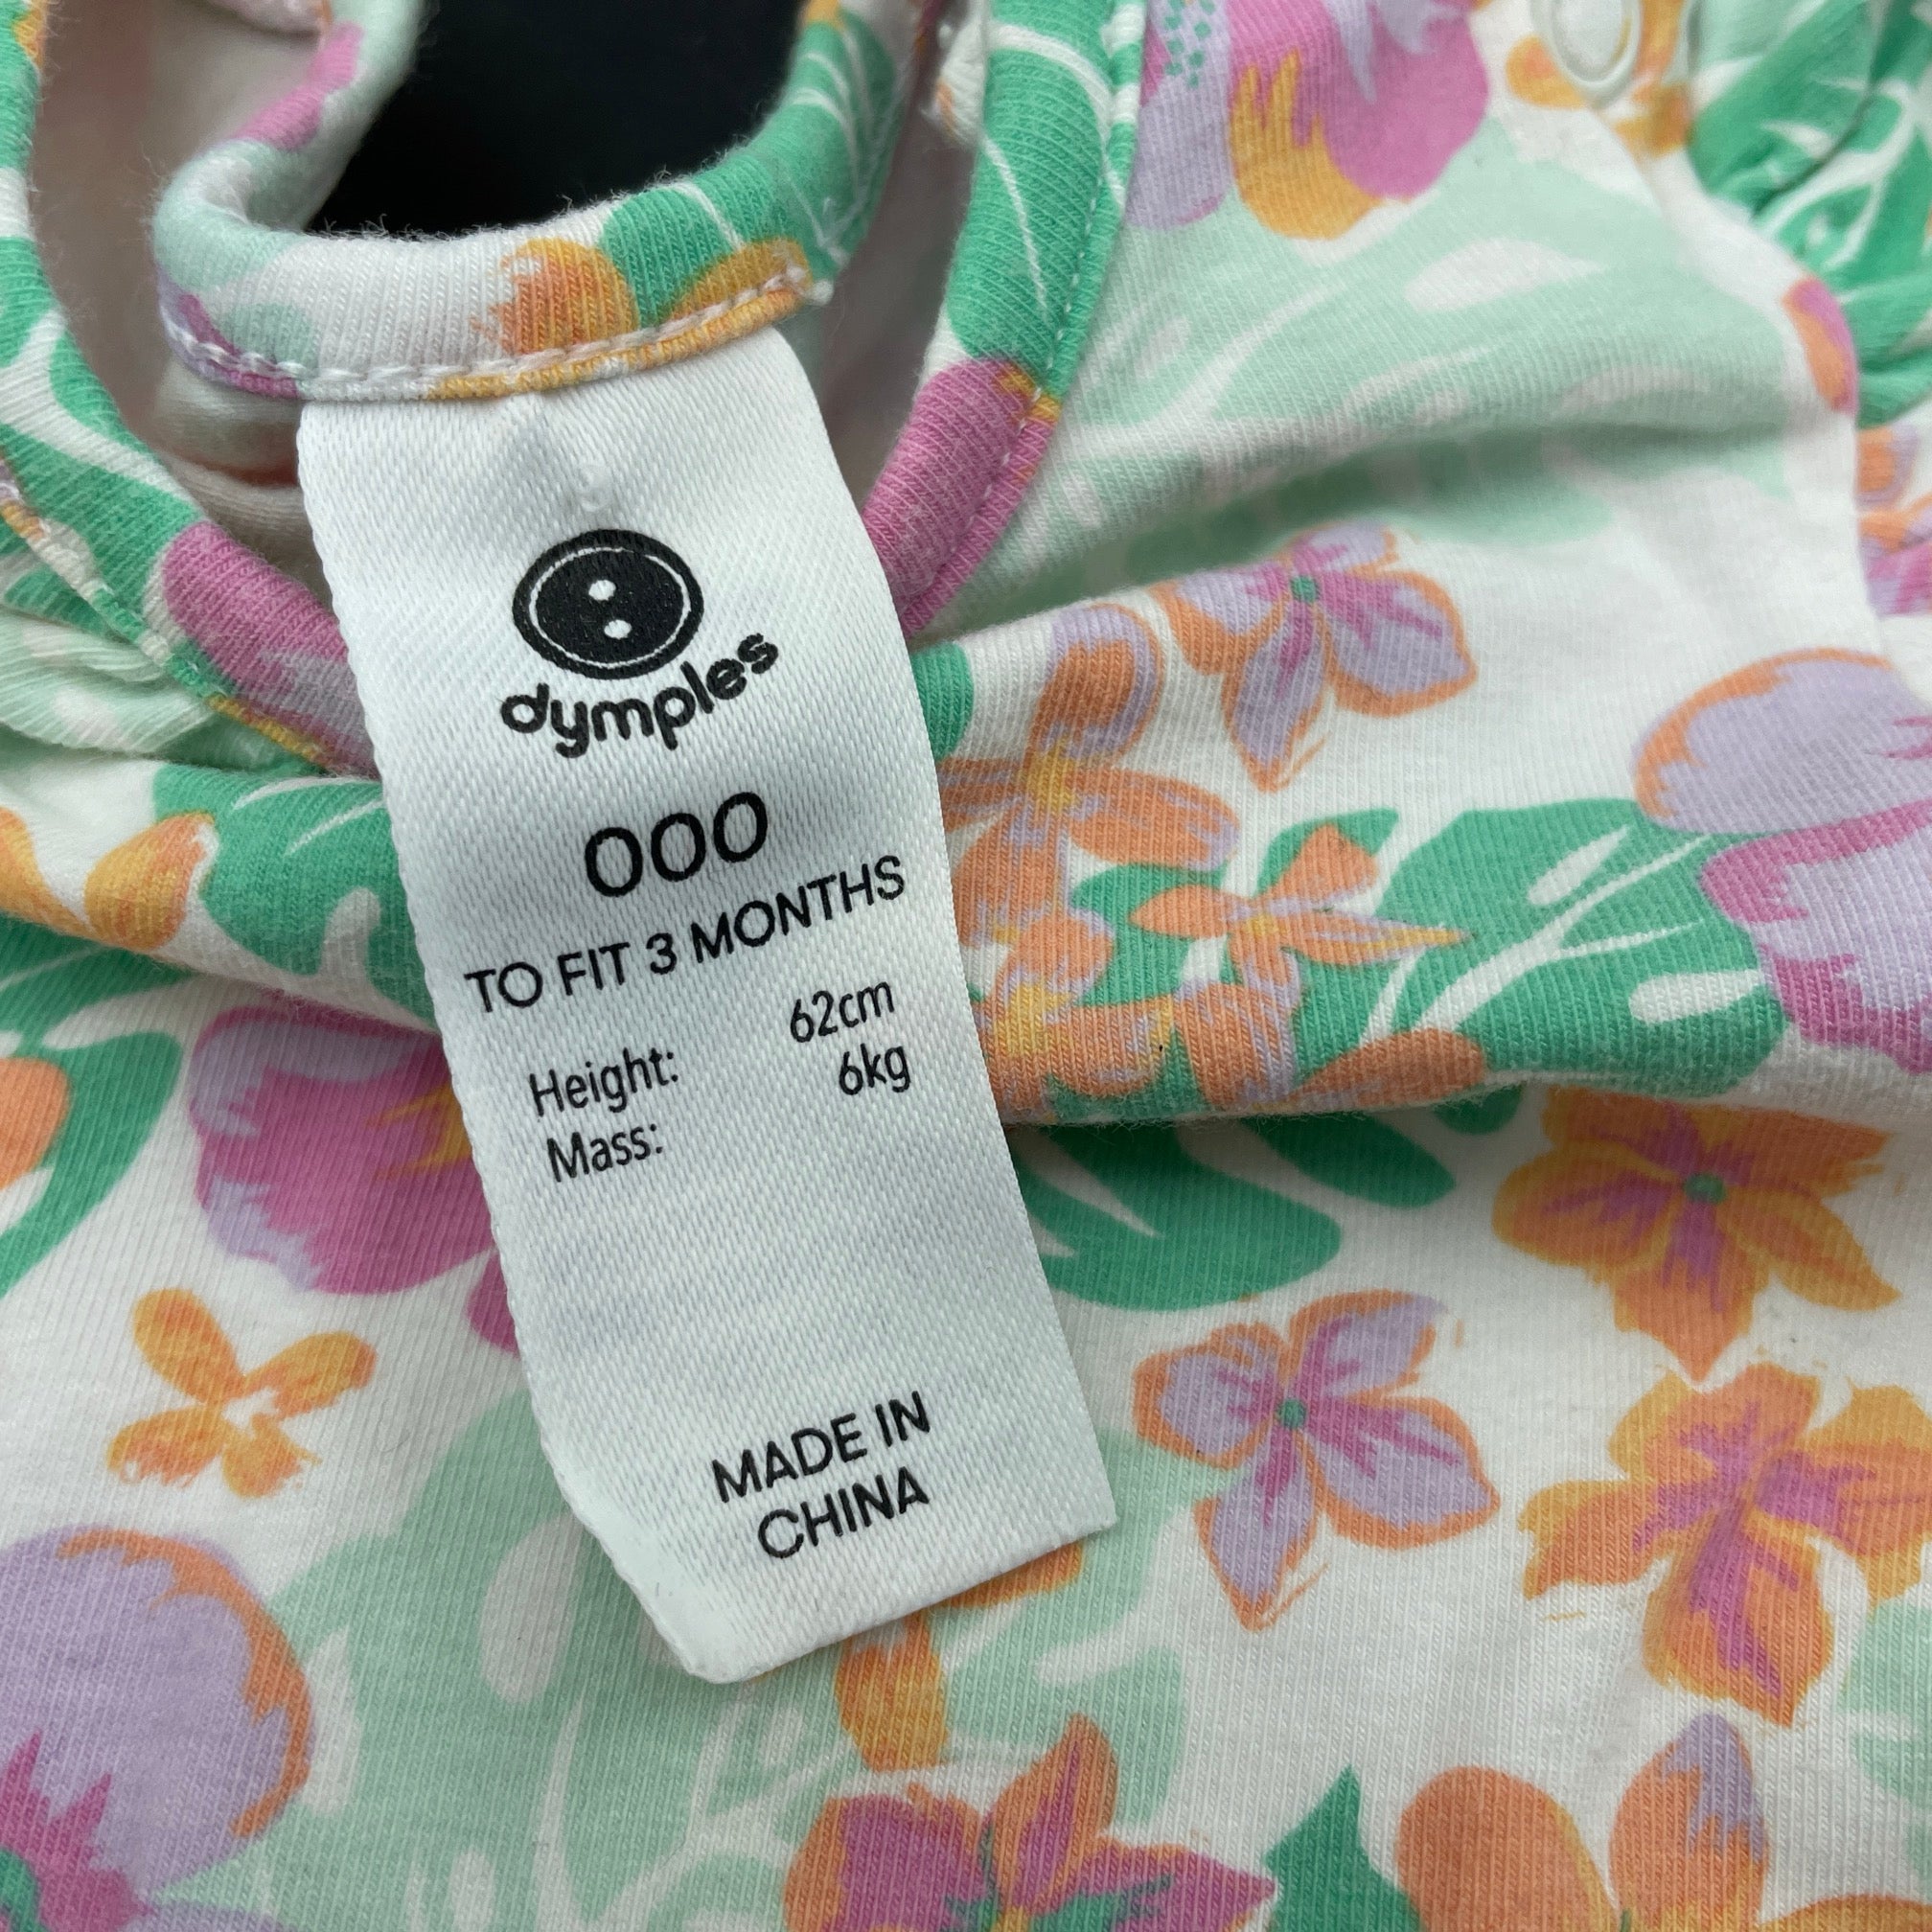 dymples
000
TO FIT 3 MONTHS
Height: 62cm
Mass: 6kg
MADE IN
CHINA